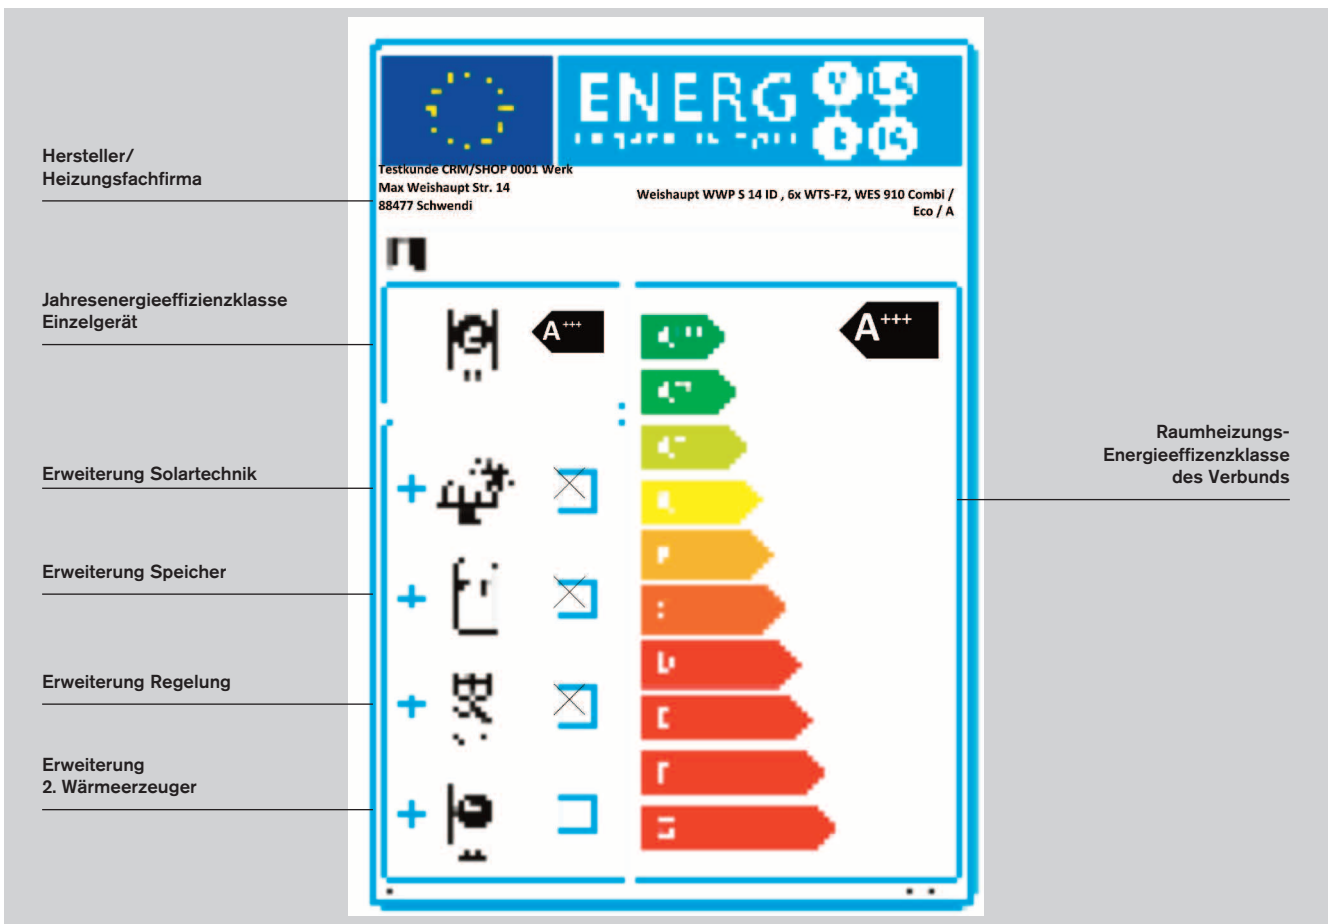 ENERG
Hersteller/
Heizungsfachfirma
Testkunde CRM/SHOP 0001 Werk
Max Weishaupt Str. 14
88477 Schwendi
Weishaupt WWP S 14 ID , 6x WTS-F2, WES 910 Combi /
Eco / A
Jahresenergieeffizienzklasse
Einzelgerät
A+++
A+++
Erweiterung Solartechnik
Raumheizungs-
Energieeffizenzklasse
des Verbunds
Erweiterung Speicher
Erweiterung Regelung
Erweiterung
2. Wärmeerzeuger